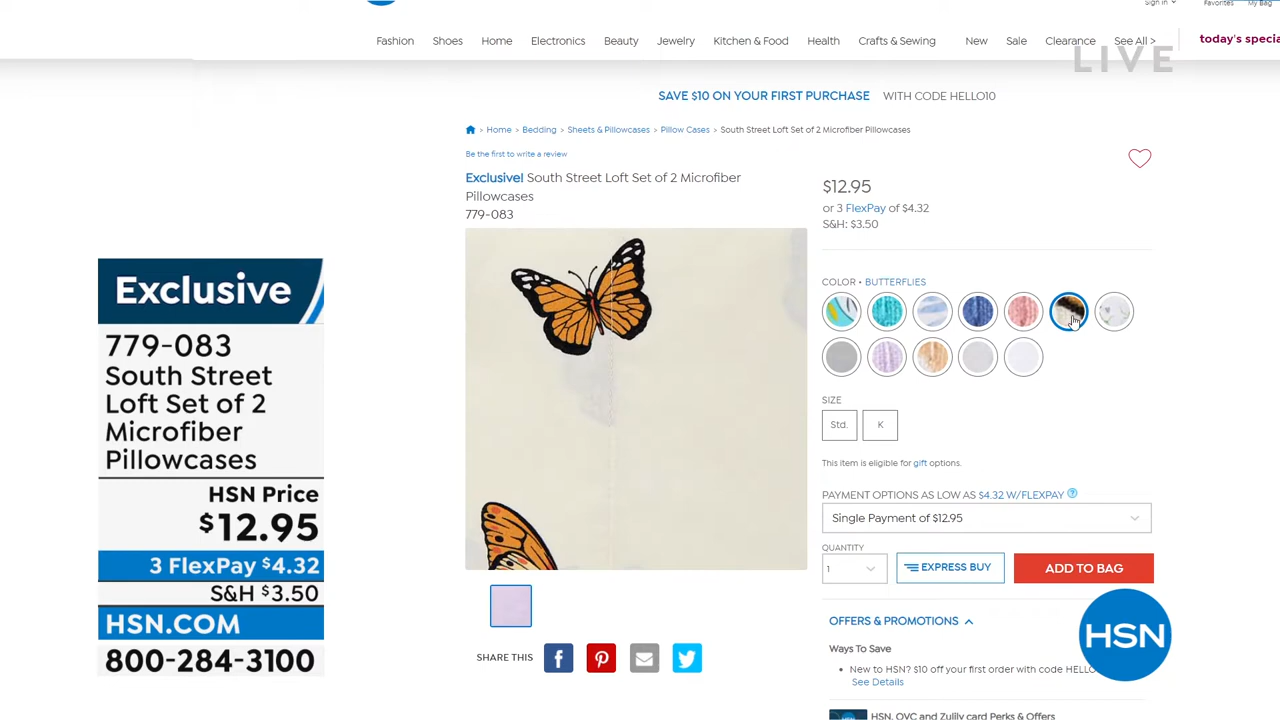 Sign In
Favorites
My Bag
Fashion
Shoes
Home
Electronics
Beauty
Jewelry
Kitchen & Food
Health
Crafts & Sewing
New
Sale
Clearance
See All >
today's specia
LIVE
SAVE $10 ON YOUR FIRST PURCHASE WITH CODE HELLO10
> Home > Bedding > Sheets & Pillowcases > Pillow Cases > South Street Loft Set of 2 Microfiber Pillowcases
Be the first to write a review
Exclusive! South Street Loft Set of 2 Microfiber
Pillowcases
779-083
$12.95
or 3 FlexPay of $4.32
S&H: $3.50
COLOR • BUTTERFLIES
SIZE
Std.
K
This item is eligible for gift options.
PAYMENT OPTIONS AS LOW AS $4.32 W/FLEXPAY ?
Single Payment of $12.95
QUANTITY
1
EXPRESS BUY
ADD TO BAG
OFFERS & PROMOTIONS
Ways To Save
• New to HSN? $10 off your first order with code HELLO
See Details
HSN, QVC and Zulily card Perks & Offers
SHARE THIS
Exclusive
779-083
South Street
Loft Set of 2
Microfiber
Pillowcases
HSN Price
$12.95
3 FlexPay $4.32
S&H $3.50
HSN.COM
800-284-3100
HSN